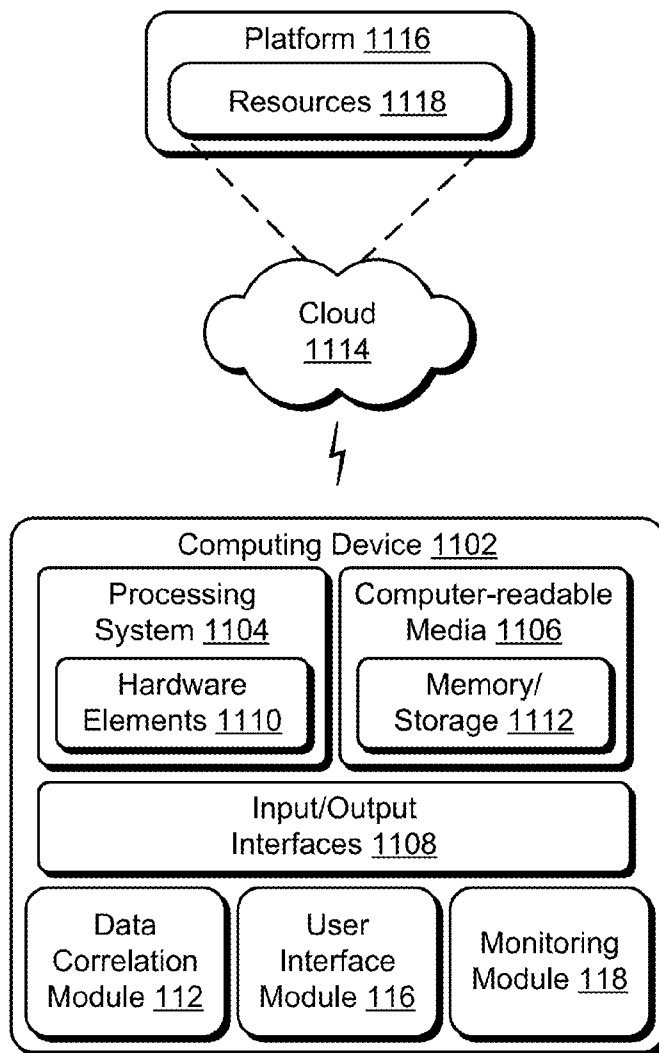 Platform 1116
Resources 1118
Cloud
1114
Computing Device 1102
Processing
System 1104
Hardware
Elements 1110
Computer-readable
Media 1106
Memory/
Storage 1112
Input/Output
Interfaces 1108
Data
Correlation
Module 112
User
Interface
Module 116
Monitoring
Module 118